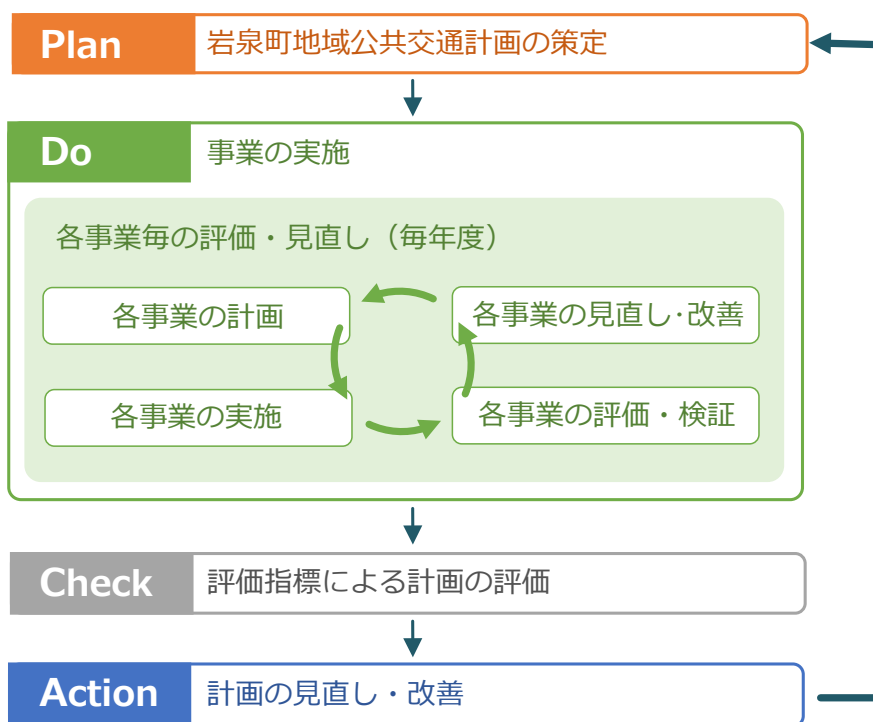 Plan 岩泉町地域公共交通計画の策定
Do 事業の実施
各事業毎の評価・見直し（毎年度）
各事業の計画
各事業の見直し･改善
各事業の実施
各事業の評価・検証
Check 評価指標による計画の評価
Action 計画の見直し・改善